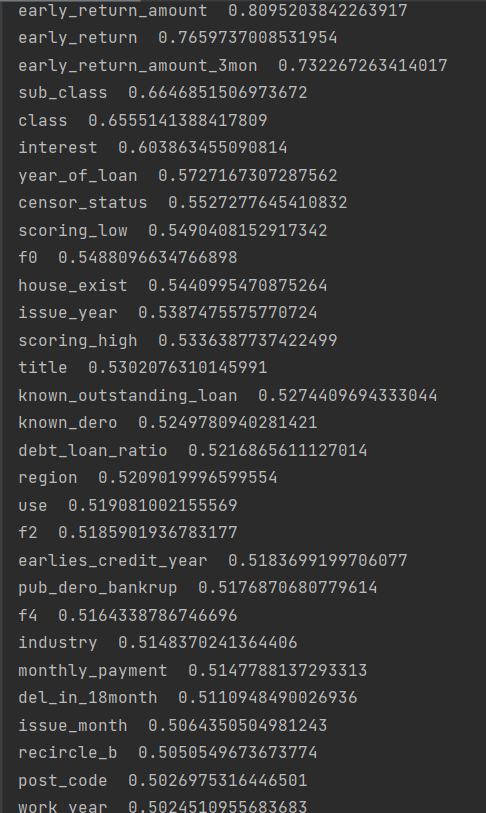 early_return_amount 0.8095203842263917
early_return 0.7659737008531954
early_return_amount_3mon 0.732267263414017
sub_class 0.6646851506973672
class 0.6555141388417809
interest 0.603863455090814
year_of_loan 0.5727167307287562
censor_status 0.5527277645410832
scoring_low 0.5490408152917342
f0 0.5488096634766898
house_exist 0.5440995470875264
issue_year 0.5387475575770724
scoring_high 0.5336387737422499
title 0.5302076310145991
known_outstanding_loan 0.5274409694333044
known_dero 0.5249780940281421
debt_loan_ratio 0.5216865611127014
region 0.5209019996599554
use 0.519081002155569
f2 0.5185901936783177
earlies_credit_year 0.5183699199706077
pub_dero_bankrup 0.5176870680779614
f4 0.5164338786746696
industry 0.5148370241364406
monthly_payment 0.5147788137293313
del_in_18month 0.5110948490026936
issue_month 0.5064350504981243
recircle_b 0.5050549673673774
post_code 0.5026975316446501
work_year 0.5024510955683683